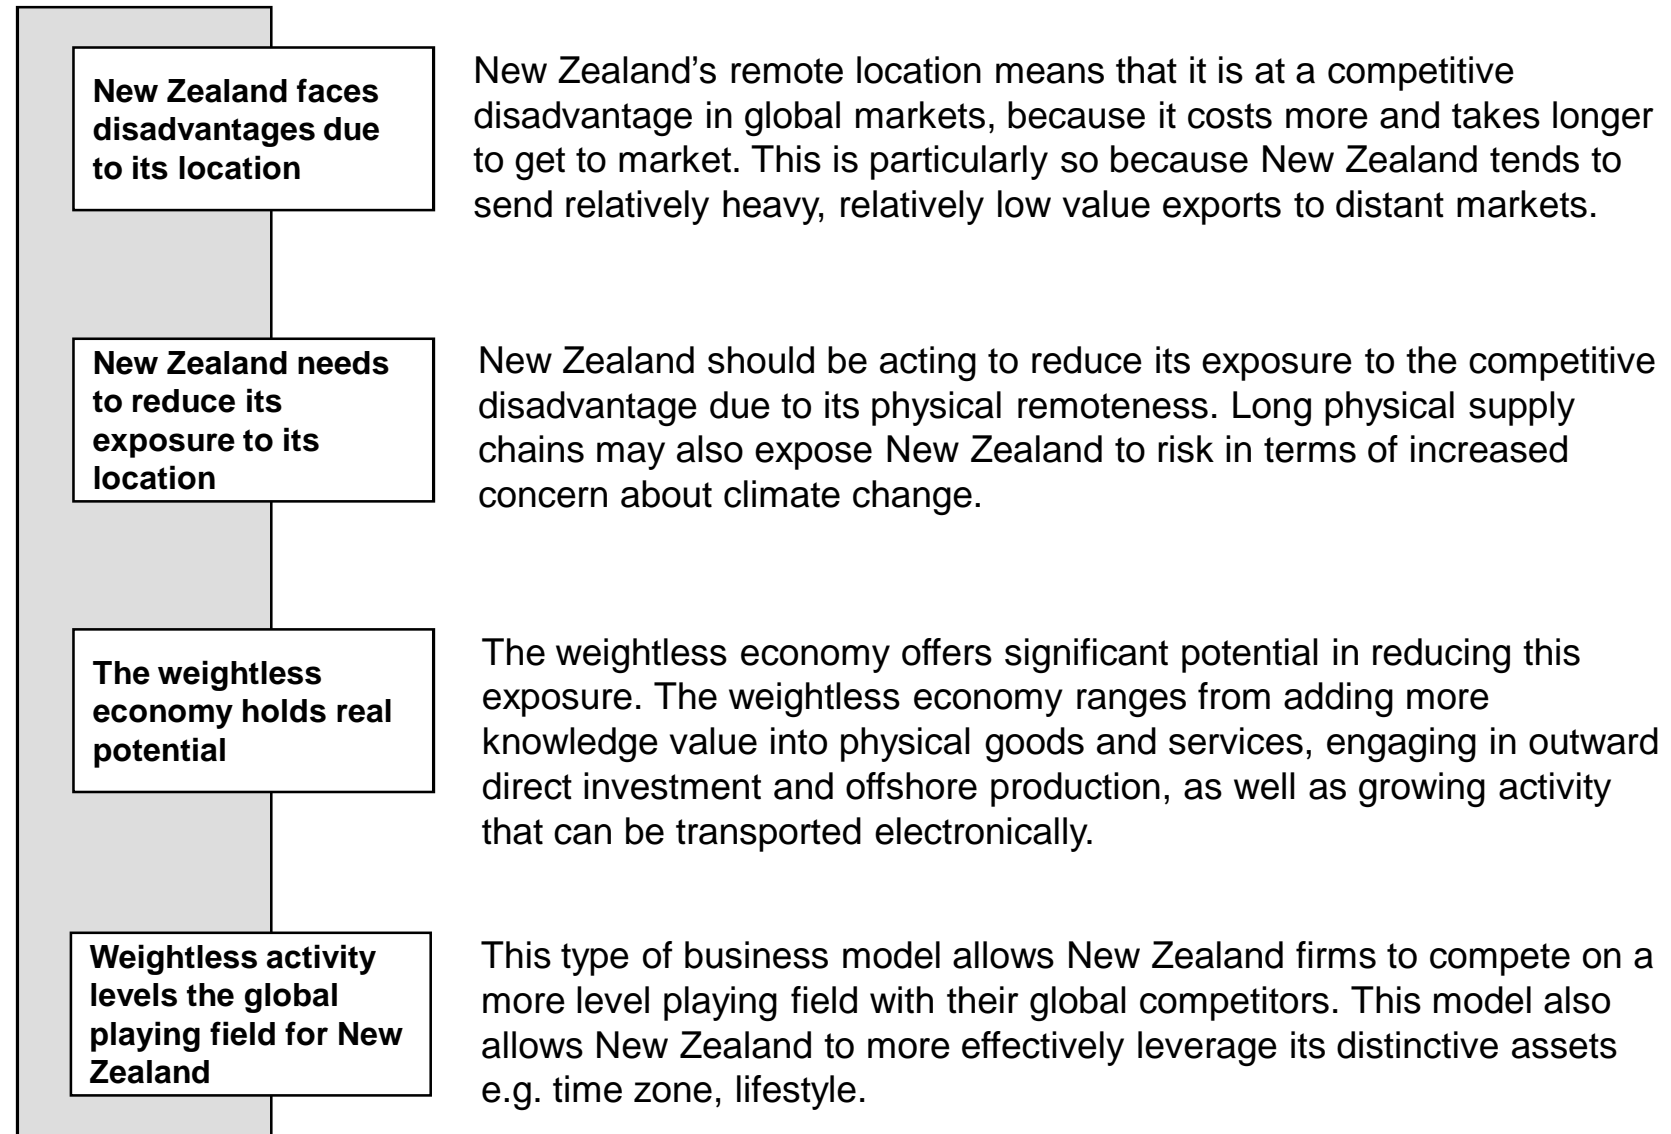 New Zealand faces
disadvantages due
to its location
New Zealand’s remote location means that it is at a competitive
disadvantage in global markets, because it costs more and takes longer
to get to market. This is particularly so because New Zealand tends to
send relatively heavy, relatively low value exports to distant markets.
New Zealand needs
to reduce its
exposure to its
location
New Zealand should be acting to reduce its exposure to the competitive
disadvantage due to its physical remoteness. Long physical supply
chains may also expose New Zealand to risk in terms of increased
concern about climate change.
The weightless
economy holds real
potential
The weightless economy offers significant potential in reducing this
exposure. The weightless economy ranges from adding more
knowledge value into physical goods and services, engaging in outward
direct investment and offshore production, as well as growing activity
that can be transported electronically.
Weightless activity
levels the global
playing field for New
Zealand
This type of business model allows New Zealand firms to compete on a
more level playing field with their global competitors. This model also
allows New Zealand to more effectively leverage its distinctive assets
e.g. time zone, lifestyle.